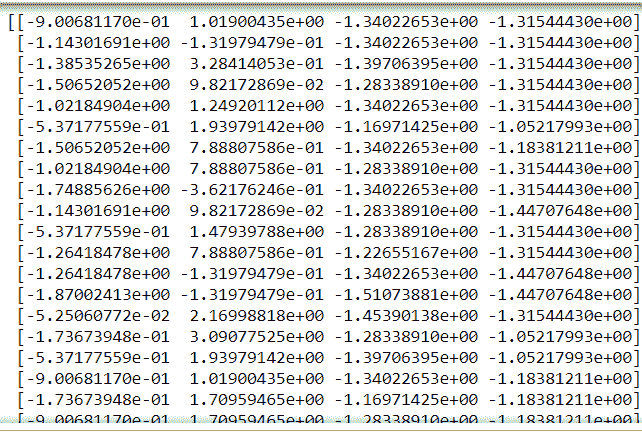 [[-9.00681170e-01 1.01900435e+00 -1.34022653e+00 -1.31544430e+00]
[-1.14301691e+00 -1.31979479e-01 -1.34022653e+00 -1.31544430e+00]
[-1.38535265e+00 3.28414053e-01 -1.39706395e+00 -1.31544430e+00]
[-1.50652052e+00 9.82172869e-02 -1.28338910e+00 -1.31544430e+00]
[-1.02184904e+00 1.24920112e+00 -1.34022653e+00 -1.31544430e+00]
[-5.37177559e-01 1.93979142e+00 -1.16971425e+00 -1.05217993e+00]
[-1.50652052e+00 7.88807586e-01 -1.34022653e+00 -1.18381211e+00]
[-1.02184904e+00 7.88807586e-01 -1.28338910e+00 -1.31544430e+00]
[-1.74885626e+00 -3.62176246e-01 -1.34022653e+00 -1.31544430e+00]
[-1.14301691e+00 9.82172869e-02 -1.28338910e+00 -1.44707648e+00]
[-5.37177559e-01 1.47939788e+00 -1.28338910e+00 -1.31544430e+00]
[-1.26418478e+00 7.88807586e-01 -1.22655167e+00 -1.31544430e+00]
[-1.26418478e+00 -1.31979479e-01 -1.34022653e+00 -1.44707648e+00]
[-1.87002413e+00 -1.31979479e-01 -1.51073881e+00 -1.44707648e+00]
[-5.25060772e-02 2.16998818e+00 -1.45390138e+00 -1.31544430e+00]
[-1.73673948e-01 3.09077525e+00 -1.28338910e+00 -1.05217993e+00]
[-5.37177559e-01 1.93979142e+00 -1.39706395e+00 -1.05217993e+00]
[-9.00681170e-01 1.01900435e+00 -1.34022653e+00 -1.18381211e+00]
[-1.73673948e-01 1.70959465e+00 -1.16971425e+00 -1.18381211e+00]
[-9.00681170e-01 1.70959465e+00 -1.28338910e+00 -1.18381211e+00]